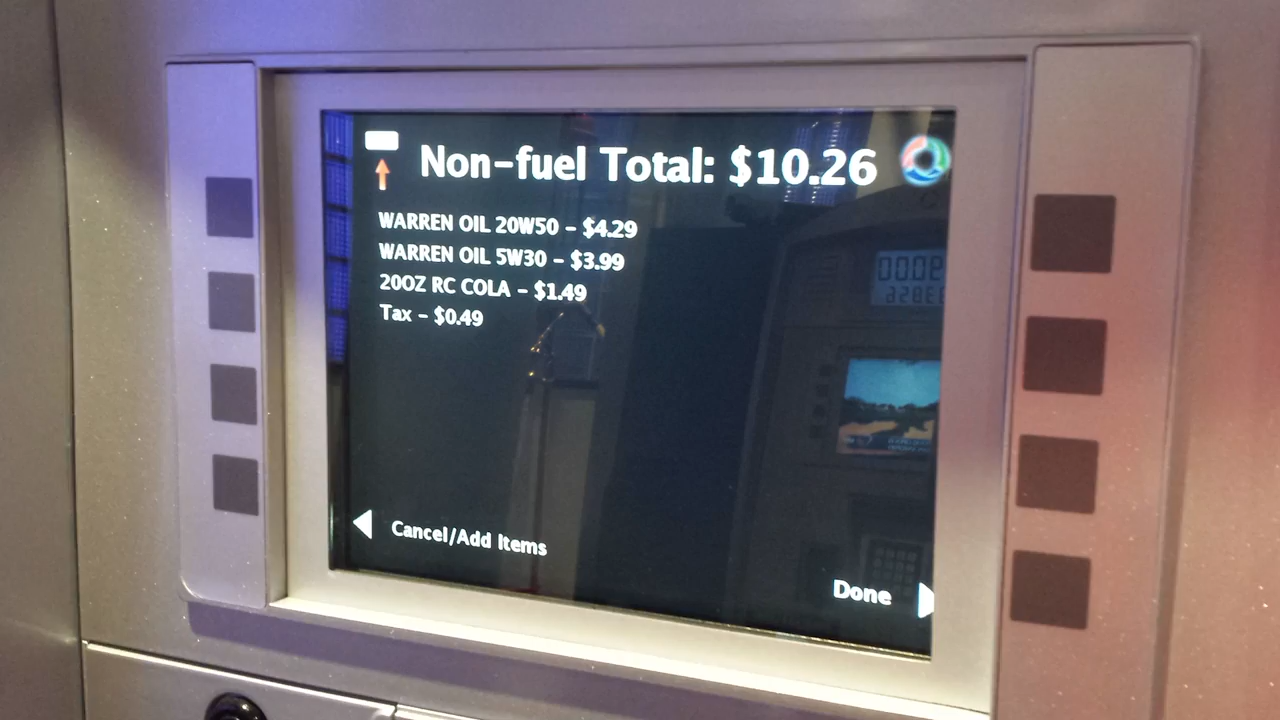 Non-fuel Total: $10.26
WARREN OIL 20W50 - $4.29
WARREN OIL 5W30 - $3.99
20OZ RC COLA - $1.49
Tax - $0.49
Cancel/Add Items
Done